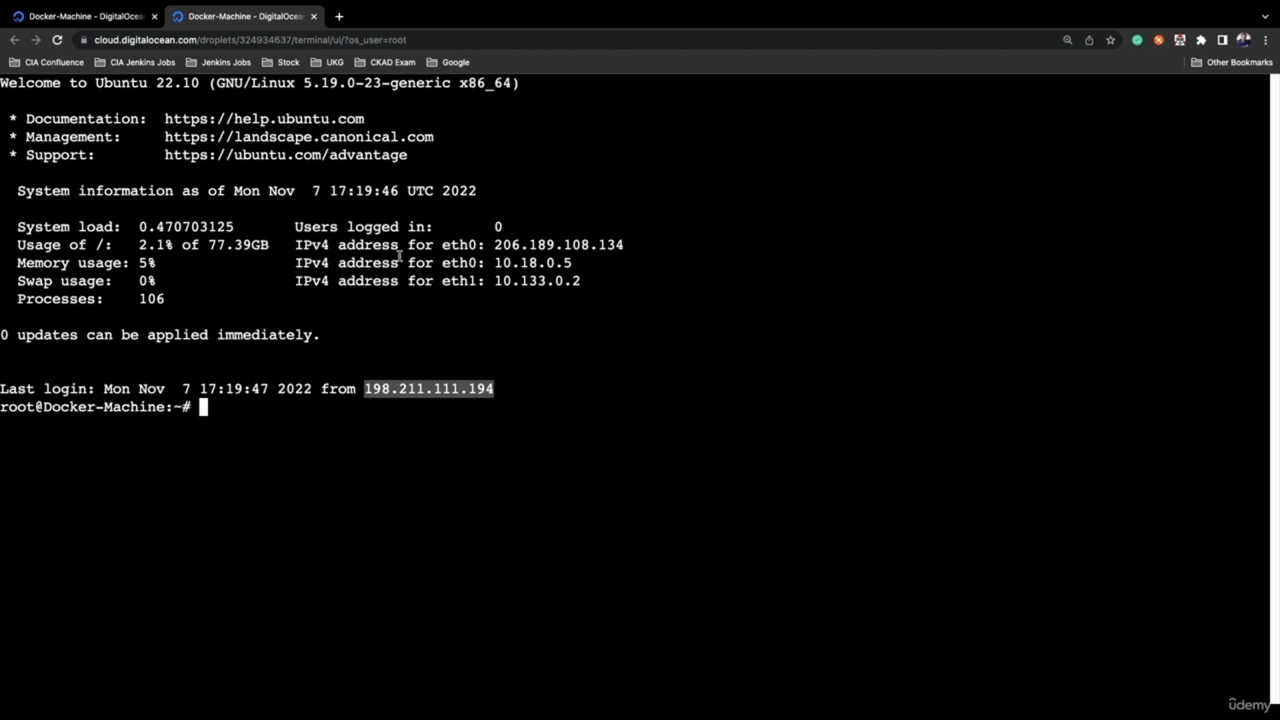 Docker-Machine - DigitalOcea
Docker-Machine - DigitalOcea
cloud.digitalocean.com/droplets/324934637/terminal/ui/?os_user=root
CIA Confluence
CIA Jenkins Jobs
Jenkins Jobs
Stock
UKG
CKAD Exam
Google
Other Bookmarks
Welcome to Ubuntu 22.10 (GNU/Linux 5.19.0-23-generic x86_64)
* Documentation: https://help.ubuntu.com
* Management: https://landscape.canonical.com
* Support: https://ubuntu.com/advantage
System information as of Mon Nov 7 17:19:46 UTC 2022
System load: 0.470703125 Users logged in: 0
Usage of /: 2.1% of 77.39GB IPv4 address for eth0: 206.189.108.134
Memory usage: 5% IPv4 address for eth0: 10.18.0.5
Swap usage: 0% IPv4 address for eth1: 10.133.0.2
Processes: 106
0 updates can be applied immediately.
Last login: Mon Nov 7 17:19:47 2022 from 198.211.111.194
root@Docker-Machine:~#
ûdemy